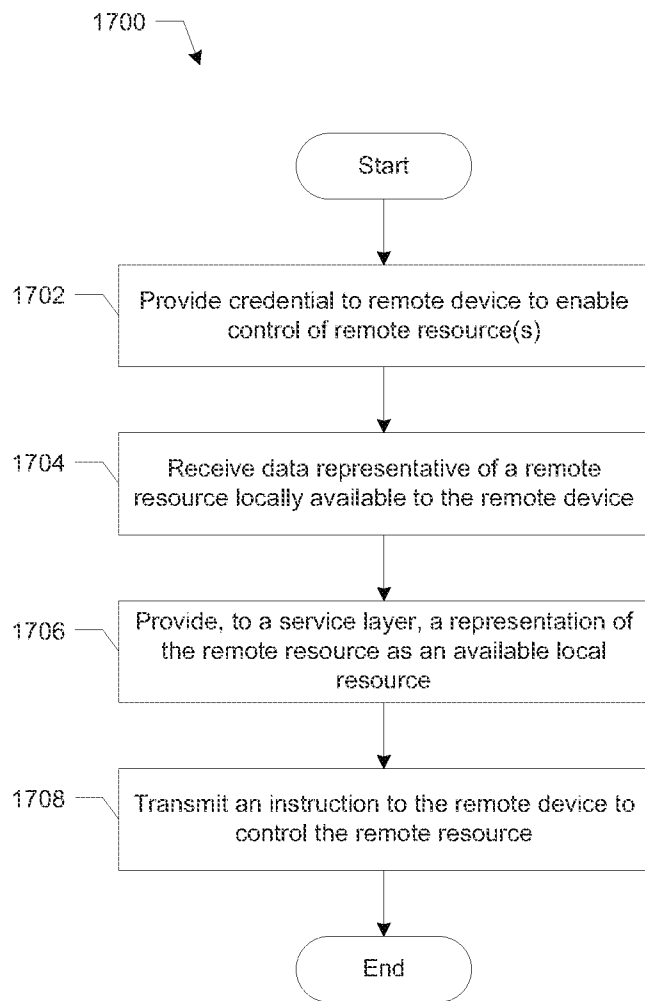 1700
Start
1702
Provide credential to remote device to enable
control of remote resource(s)
1704
Receive data representative of a remote
resource locally available to the remote device
1706
Provide, to a service layer, a representation of
the remote resource as an available local
resource
1708
Transmit an instruction to the remote device to
control the remote resource
End